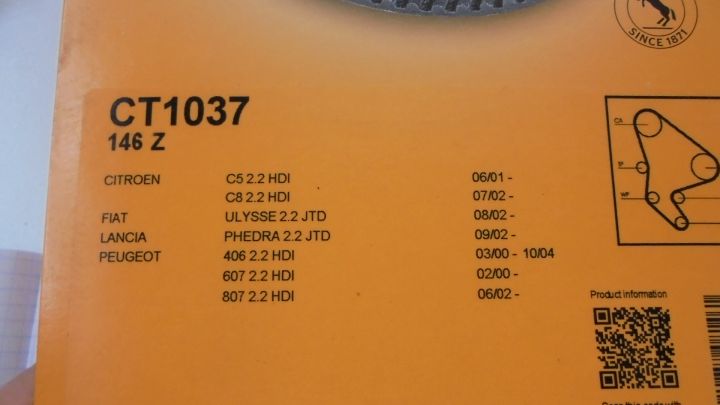 SINCE 1871
CT1037
146 Z
CITROEN C5 2.2 HDI 06/01 -
C8 2.2 HDI 07/02 -
FIAT ULYSSE 2.2 JTD 08/02 -
LANCIA PHEDRA 2.2 JTD 09/02 -
PEUGEOT 406 2.2 HDI 03/00 - 10/04
607 2.2 HDI 02/00 -
807 2.2 HDI 06/02 -
Product information